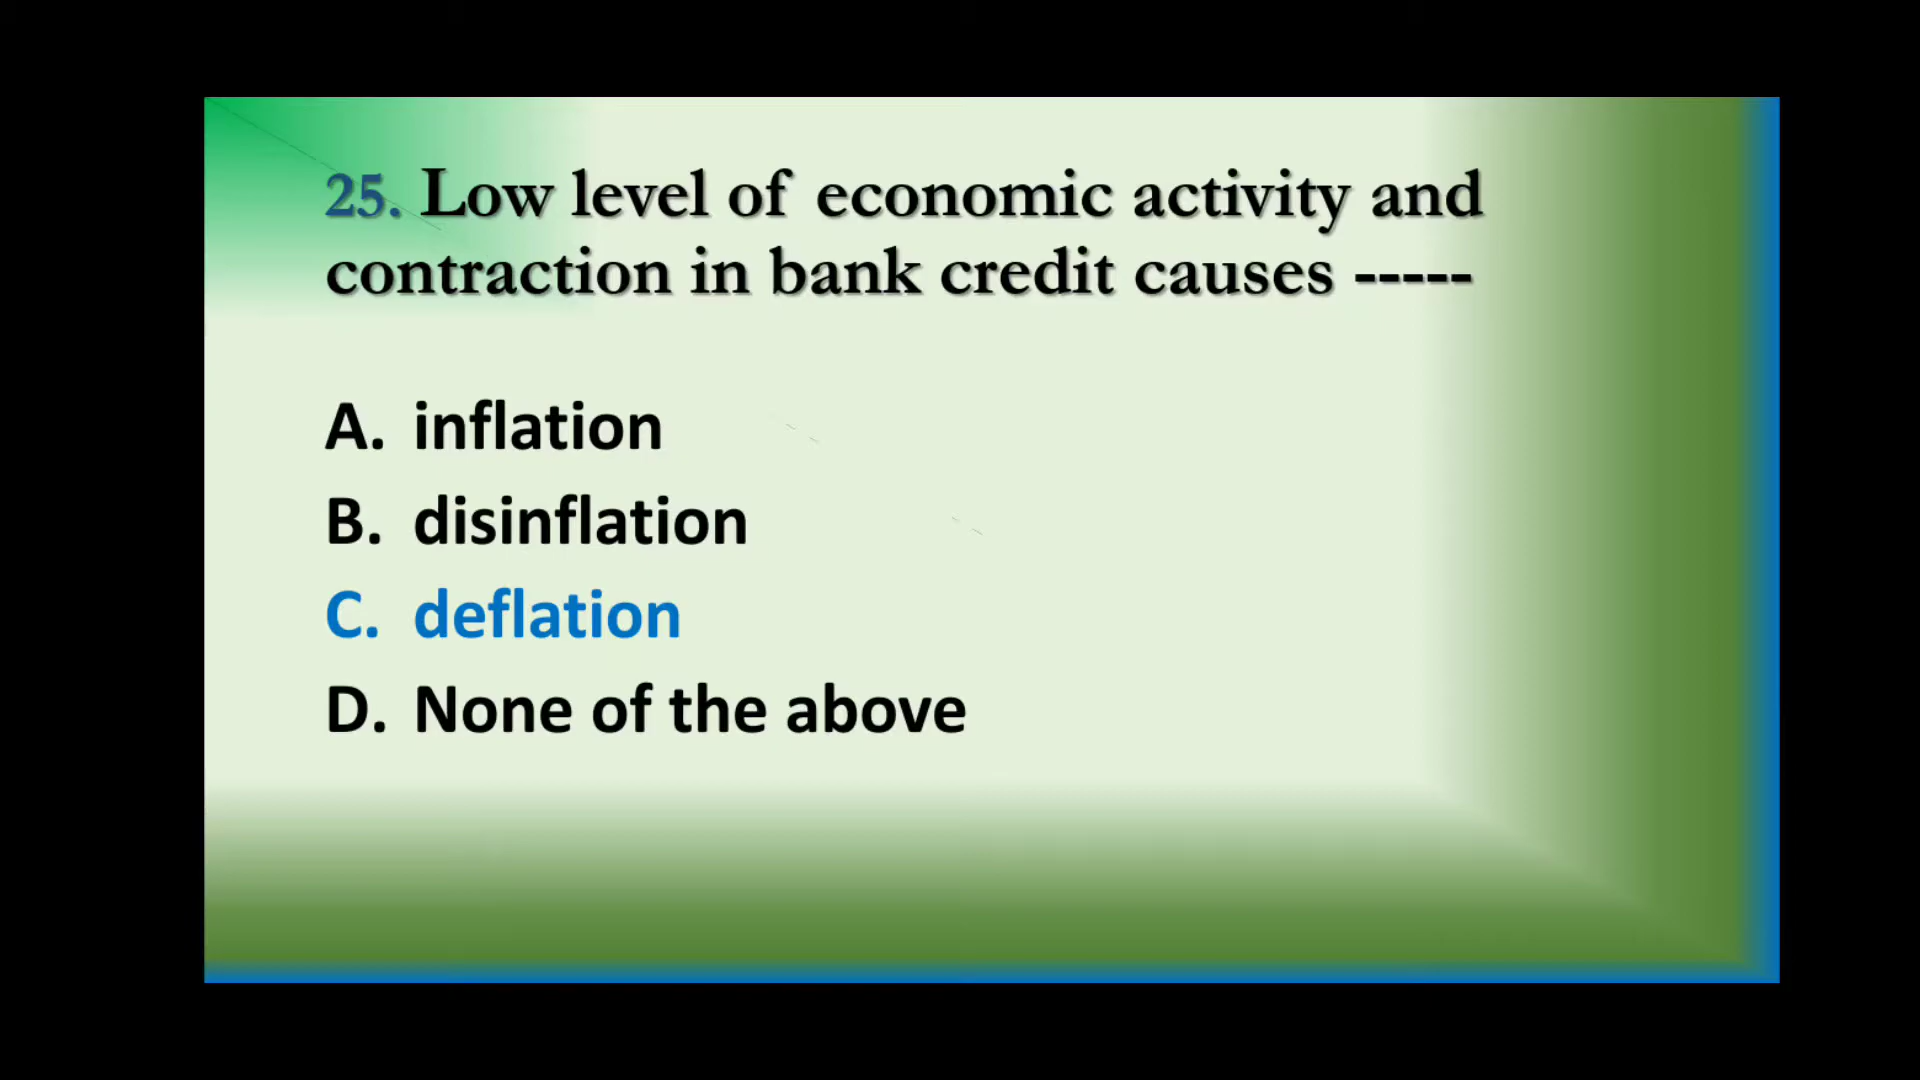 25. Low level of economic activity and
contraction in bank credit causes -----
A. inflation
B. disinflation
C. deflation
D. None of the above